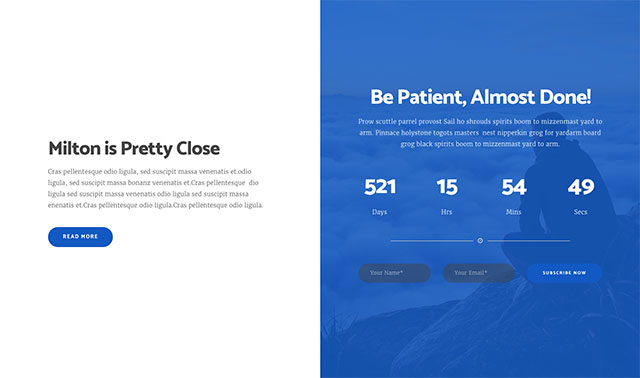 Milton is Pretty Close
Cras pellentesque odio ligula, sed suscipit massa venenatis et.odio
ligula, sed suscipit massa bonanz venenatis et.Cras pellentesque  dio
ligula sed suscipit massa venenatis odio ligula sed suscipit massa
enenatis et.Cras pellentesque odio ligula.Cras pellentesque odio ligula.
READ MORE
Be Patient, Almost Done!
Prow scuttle parrel provost Sail ho shrouds spirits boom to mizzenmast yard to
arm. Pinnace holystone togots masters  nest nipperkin grog for yardarm board
grog black spirits boom to mizzenmast yard to arm.
521 15 54 49
Days Hrs Mins Secs
Your Name* Your Email* SUBSCRIBE NOW